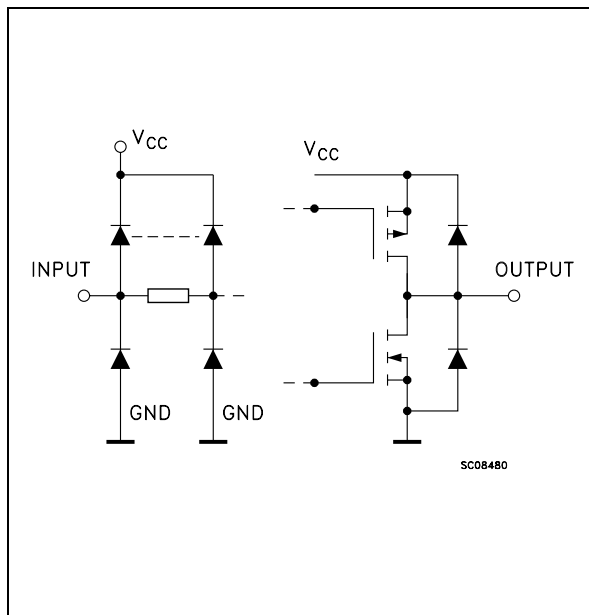 VCC
VCC
INPUT
OUTPUT
GND
GND
SC08480